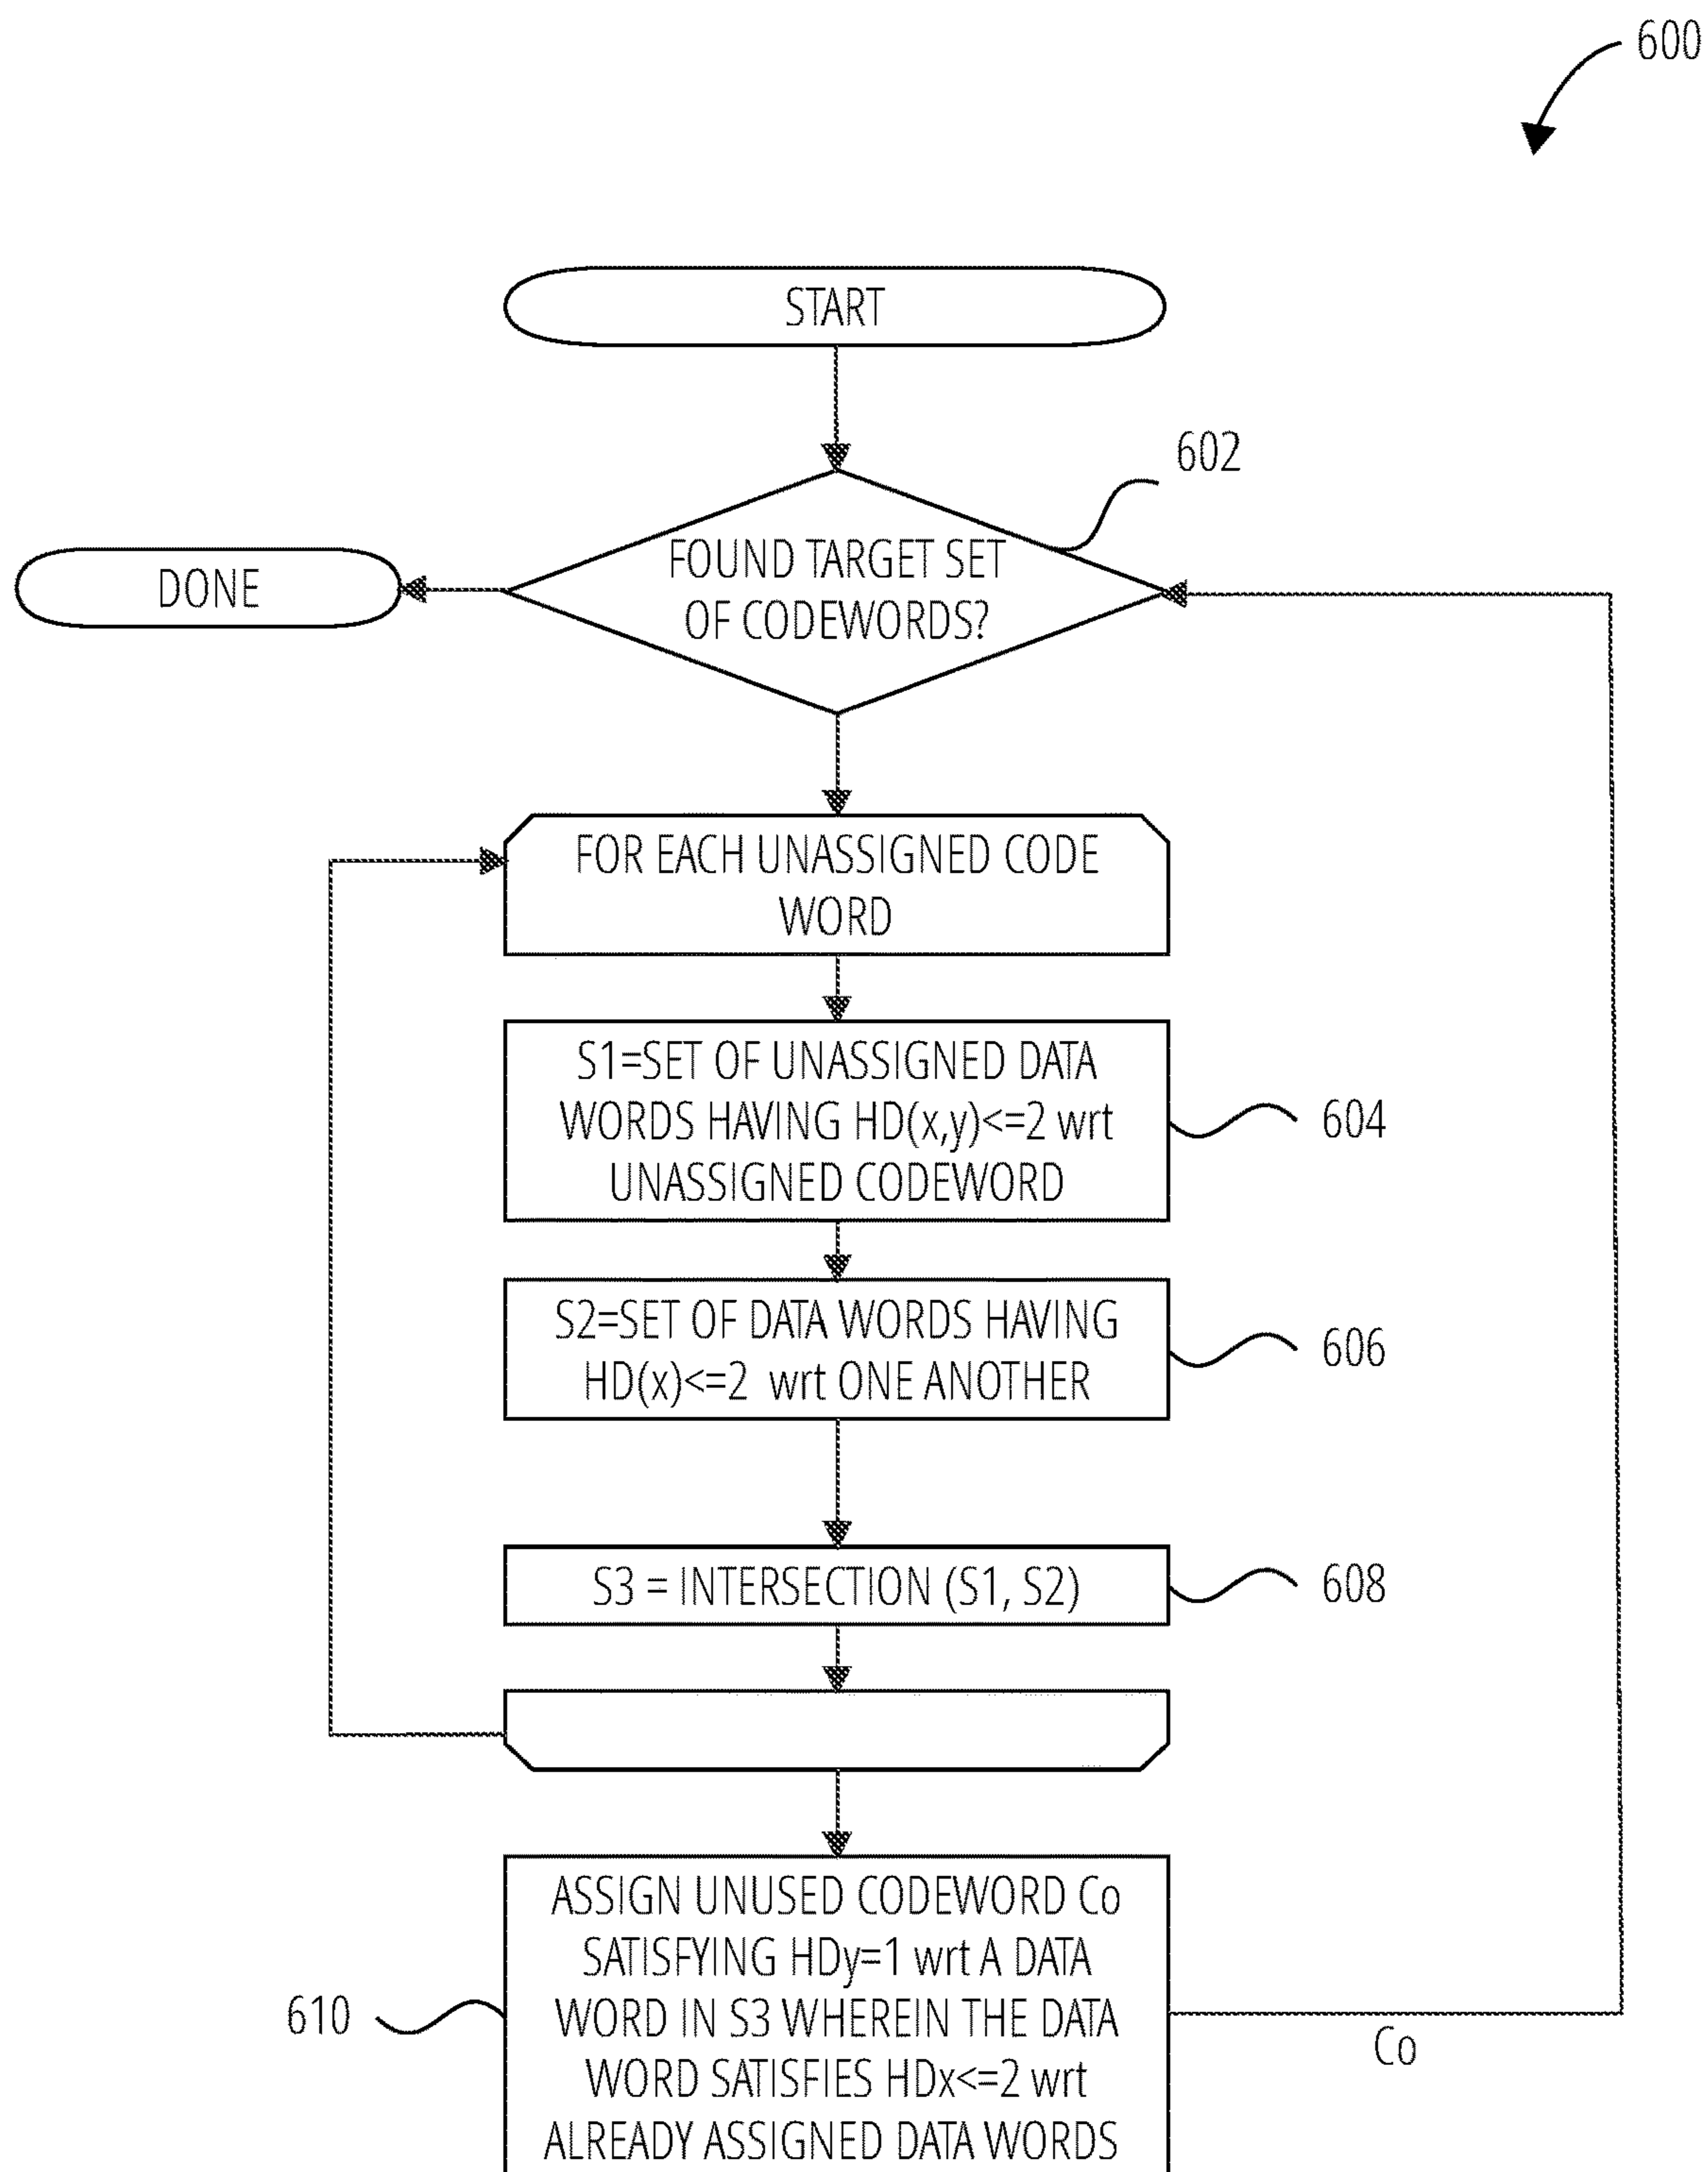 600
START
602
FOUND TARGET SET
OF CODEWORDS?
DONE
FOR EACH UNASSIGNED CODE
WORD
S1=SET OF UNASSIGNED DATA
WORDS HAVING HD(x,y)<=2 wrt
UNASSIGNED CODEWORD
604
S2=SET OF DATA WORDS HAVING
HD(x)<=2 wrt ONE ANOTHER
606
S3 = INTERSECTION (S1, S2)
608
ASSIGN UNUSED CODEWORD Co
SATISFYING HDy=1 wrt A DATA
WORD IN S3 WHEREIN THE DATA
WORD SATISFIES HDx<=2 wrt
ALREADY ASSIGNED DATA WORDS
610
Co